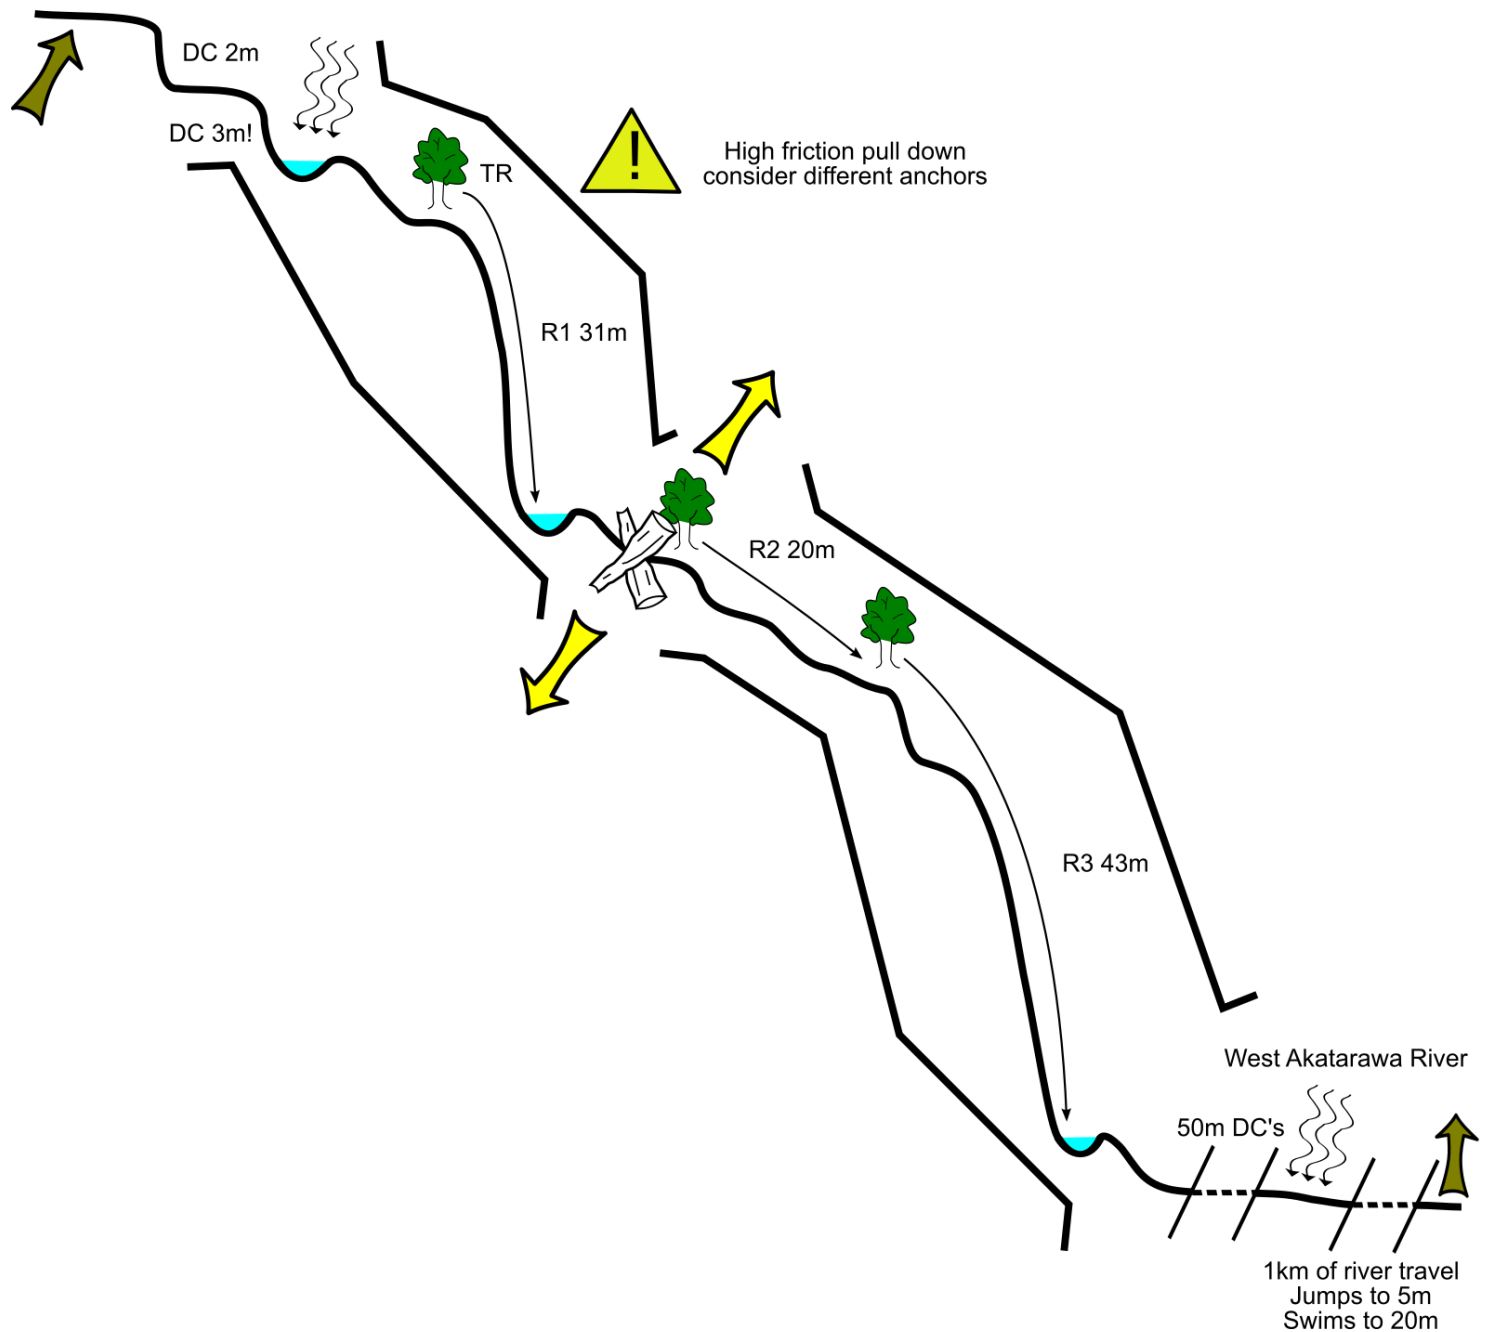 DC 2m
DC 3m!
TR
!
High friction pull down
consider different anchors
R1 31m
R2 20m
R3 43m
West Akatarawa River
50m DC's
1km of river travel
Jumps to 5m
Swims to 20m